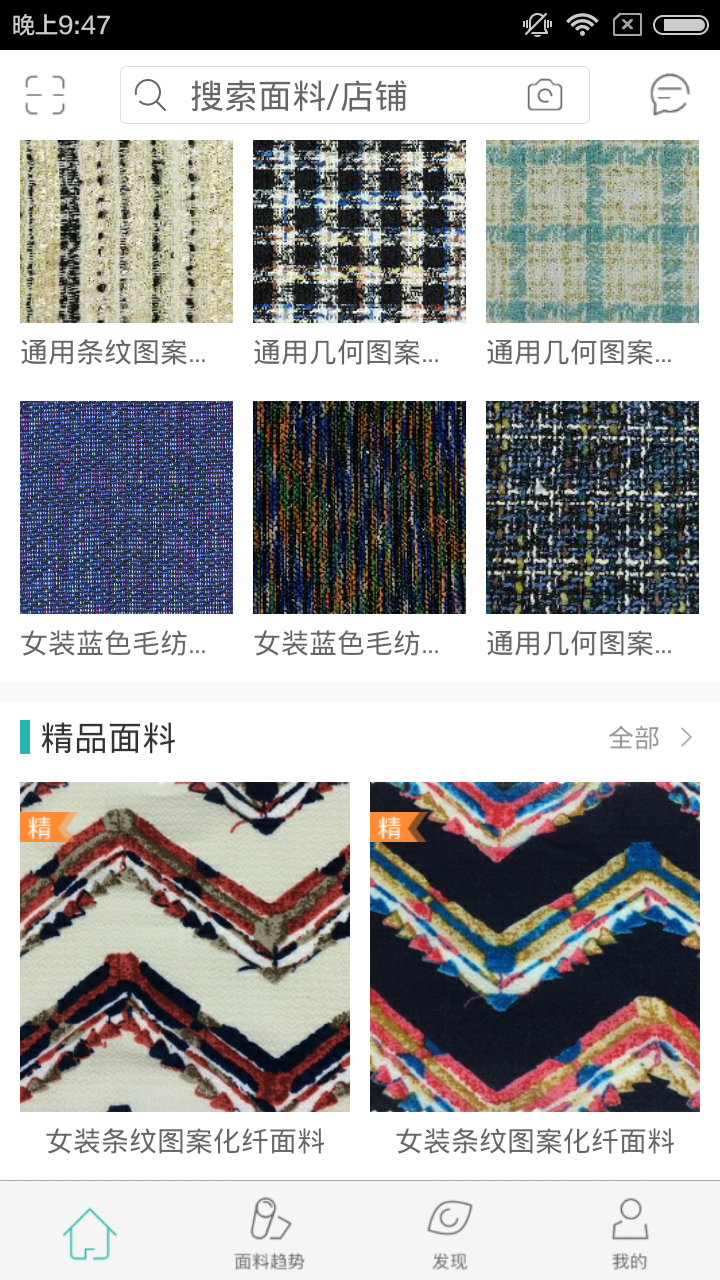 晚上9:47
搜索面料/店铺
通用条纹图案...
通用几何图案...
通用几何图案...
女装蓝色毛纺...
女装蓝色毛纺...
通用几何图案...
精品面料
全部
精
精
女装条纹图案化纤面料
女装条纹图案化纤面料
面料趋势
发现
我的